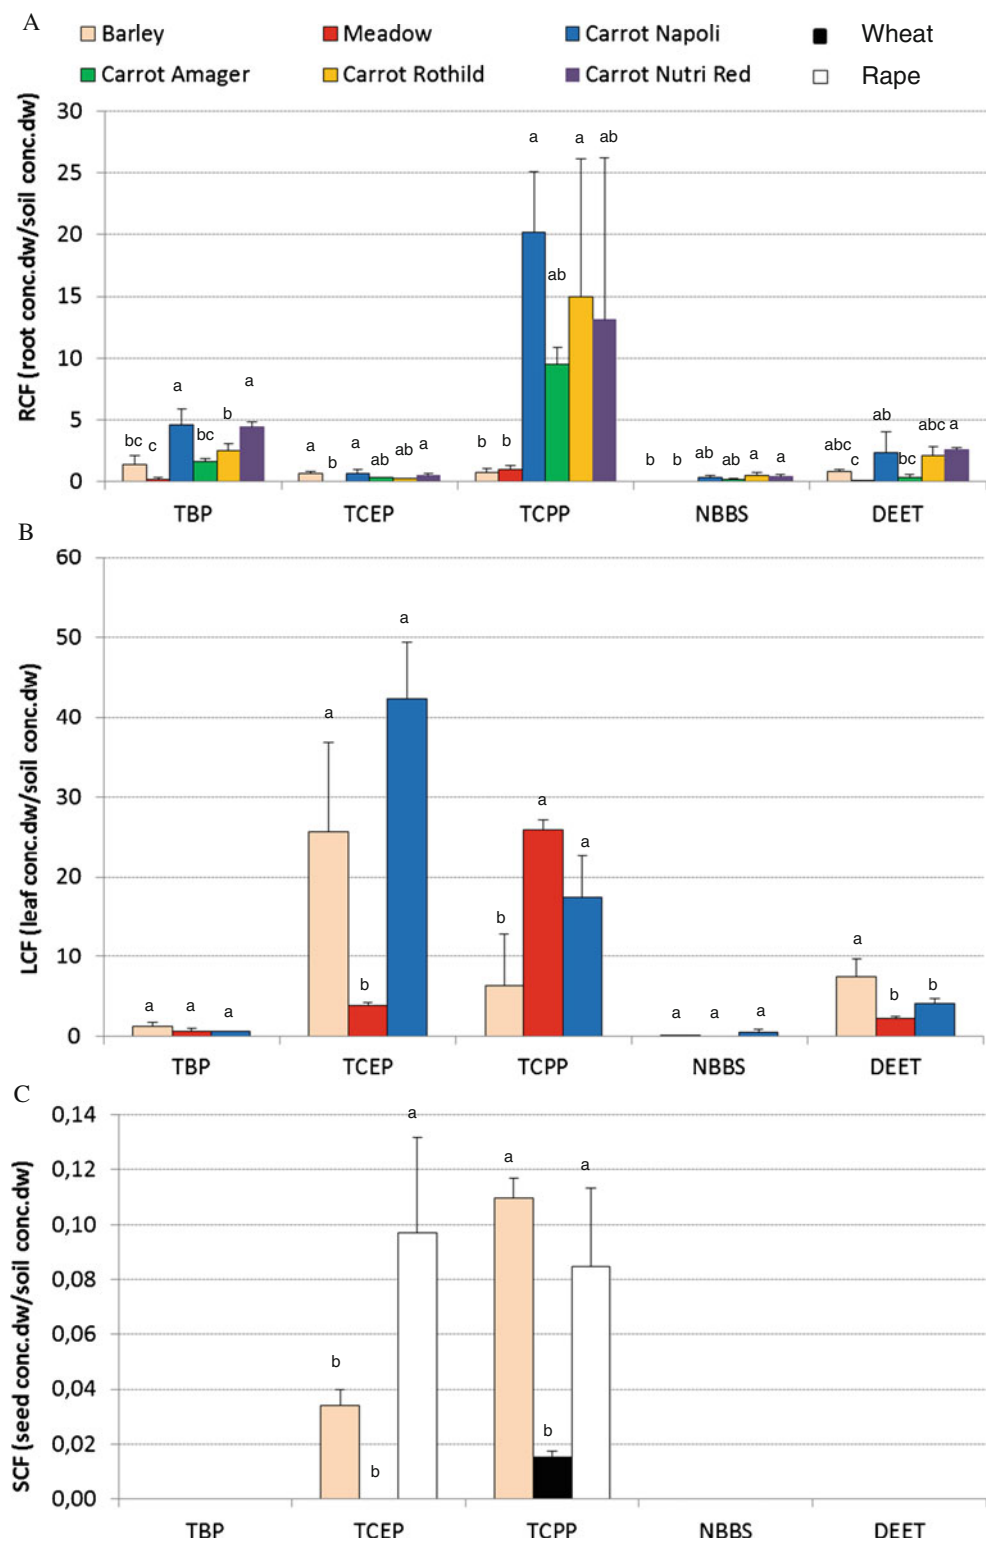 A
Barley Meadow Carrot Napoli Wheat
Carrot Amager Carrot Rothild Carrot Nutri Red Rape
RCF (root conc.dw/soil conc.dw)
30
25
20
15
10
5
0
a a ab
ab
a a
bc c bc b
a b a ab ab a
b b
b b ab ab a a
abc c ab bc abc a
TBP TCEP TCPP NBBS DEET
B
LCF (leaf conc.dw/soil conc.dw)
60
50
40
30
20
10
0
a a a
a b a
b a a
a a a
a b b
TBP TCEP TCPP NBBS DEET
C
SCF (seed conc.dw/soil conc.dw)
0,14
0,12
0,10
0,08
0,06
0,04
0,02
0,00
b b a
a b a
TBP TCEP TCPP NBBS DEET